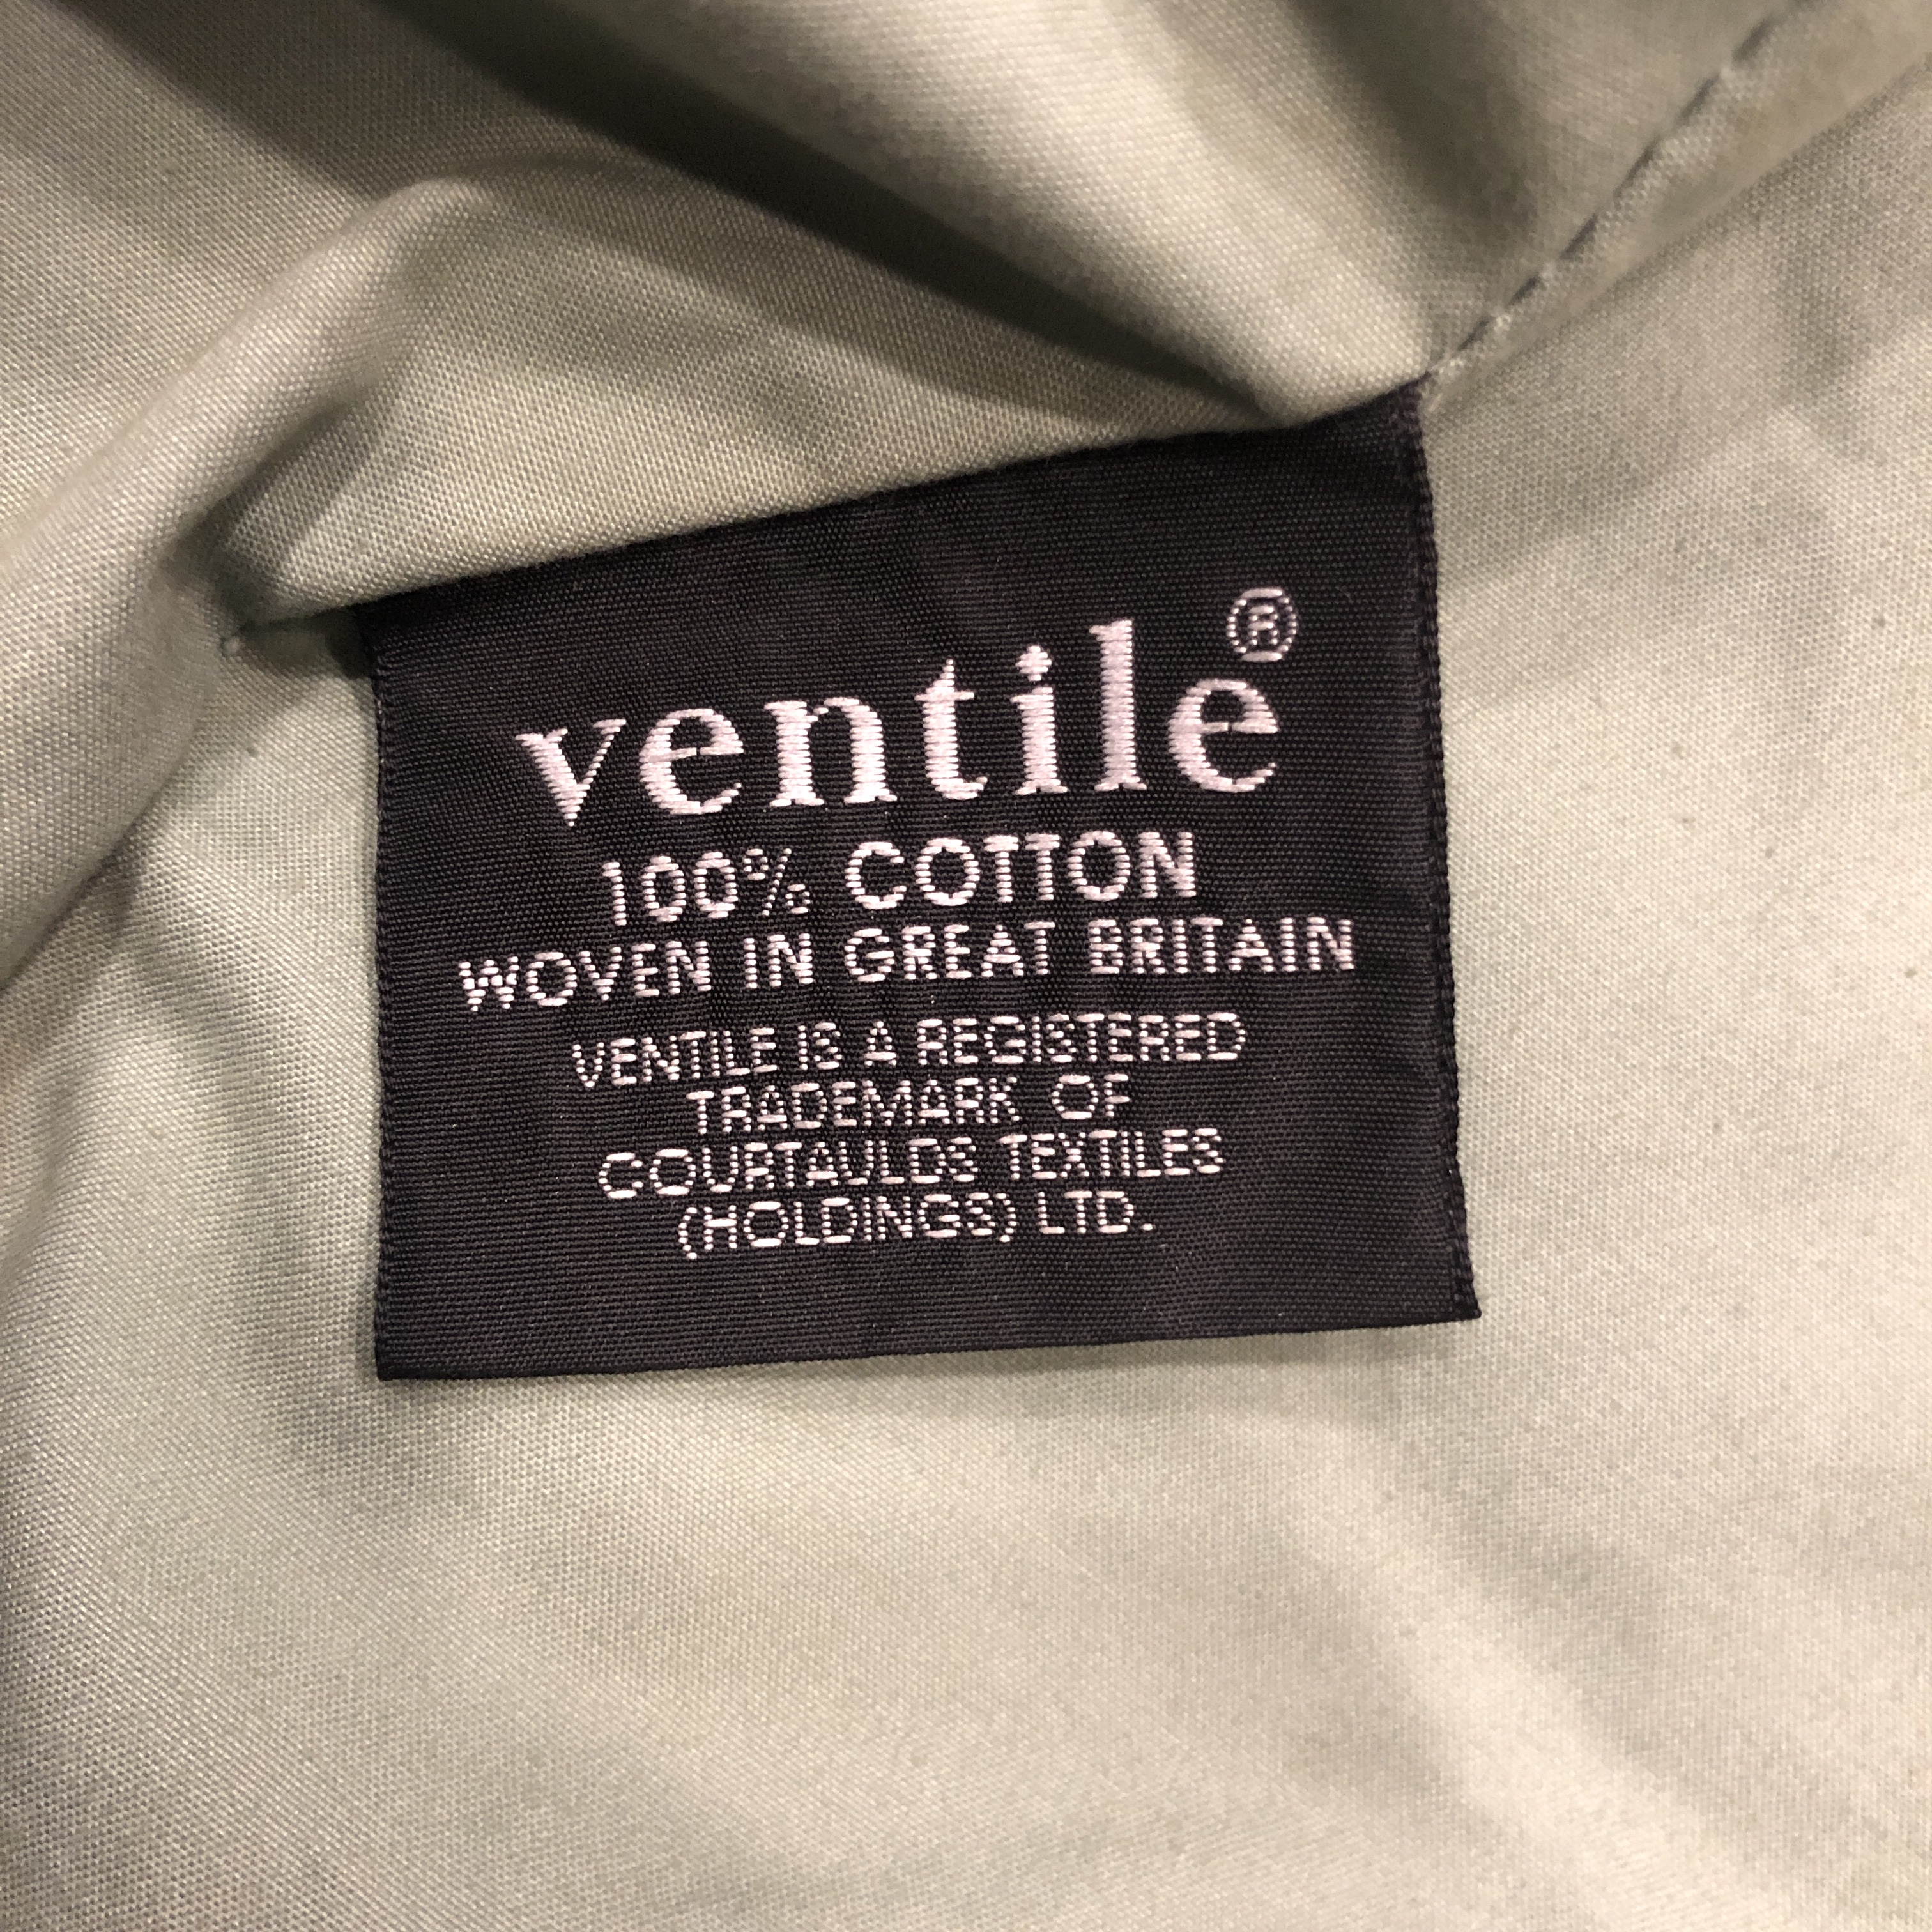 ventile®
100% COTTON
WOVEN IN GREAT BRITAIN
VENTILE IS A REGISTERED
TRADEMARK OF
COURTAULDS TEXTILES
(HOLDINGS) LTD.